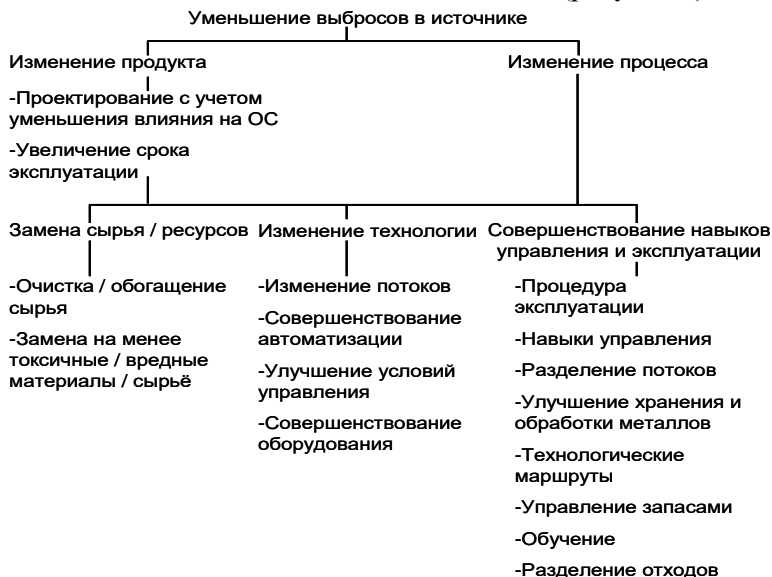 Уменьшение выбросов в источнике
Изменение продукта
Изменение процесса
-Проектирование с учетом
уменьшения влияния на ОС
-Увеличение срока
эксплуатации
Замена сырья / ресурсов
-Очистка / обогащение
сырья
-Замена на менее
токсичные / вредные
материалы / сырьё
Изменение технологии
-Изменение потоков
-Совершенствование
автоматизации
-Улучшение условий
управления
-Совершенствование
оборудования
Совершенствование навыков
управления и эксплуатации
-Процедура
эксплуатации
-Навыки управления
-Разделение потоков
-Улучшение хранения и
обработки металлов
-Технологические
маршруты
-Управление запасами
-Обучение
-Разделение отходов